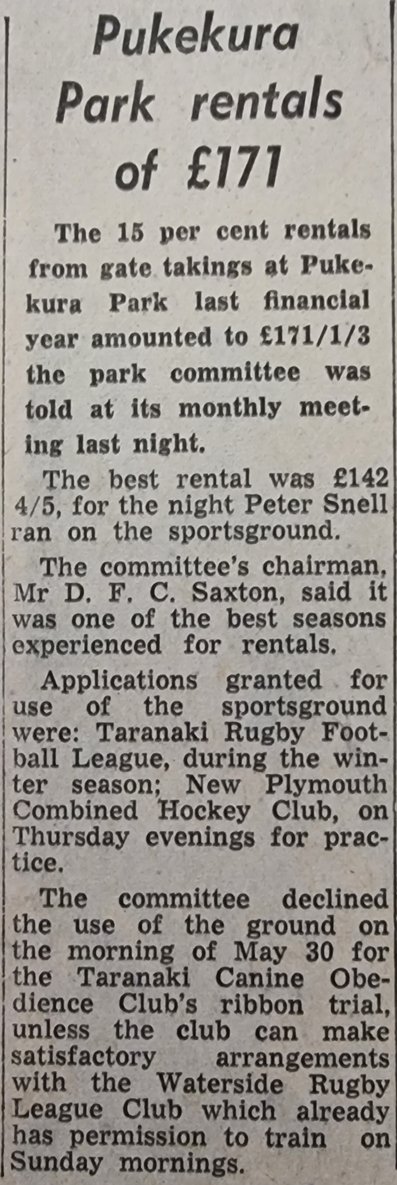 Pukekura
Park rentals
of £171
The 15 per cent rentals
from gate takings at Puke-
kura Park last financial
year amounted to £171/1/3
the park committee was
told at its monthly meet-
ing last night.
The best rental was £142
4/5, for the night Peter Snell
ran on the sportsground.
The committee's chairman,
Mr D. F. C. Saxton, said it
was one of the best seasons
experienced for rentals.
Applications granted for
use of the sportsground
were: Taranaki Rugby Foot-
ball League, during the win-
ter season; New Plymouth
Combined Hockey Club, on
Thursday evenings for prac-
tice.
The committee declined
the use of the ground on
the morning of May 30 for
the Taranaki Canine Obe-
dience Club's ribbon trial,
unless the club can make
satisfactory arrangements
with the Waterside Rugby
League Club which already
has permission to train on
Sunday mornings.